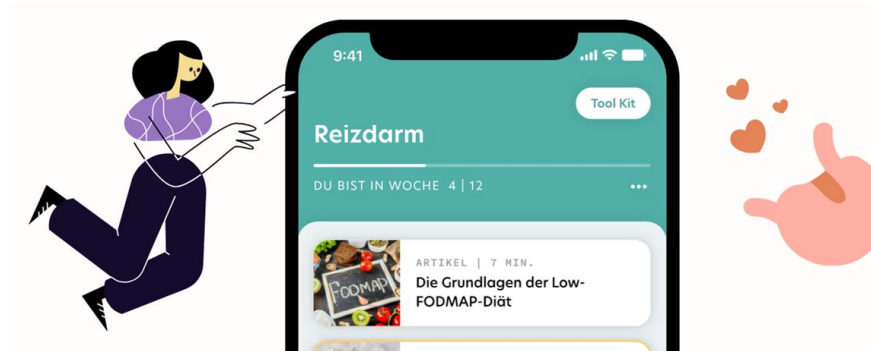 9:41
Tool Kit
Reizdarm
DU BIST IN WOCHE 4 | 12
ARTIKEL | 7 MIN.
Die Grundlagen der Low-
FODMAP-Diät
FODMAP